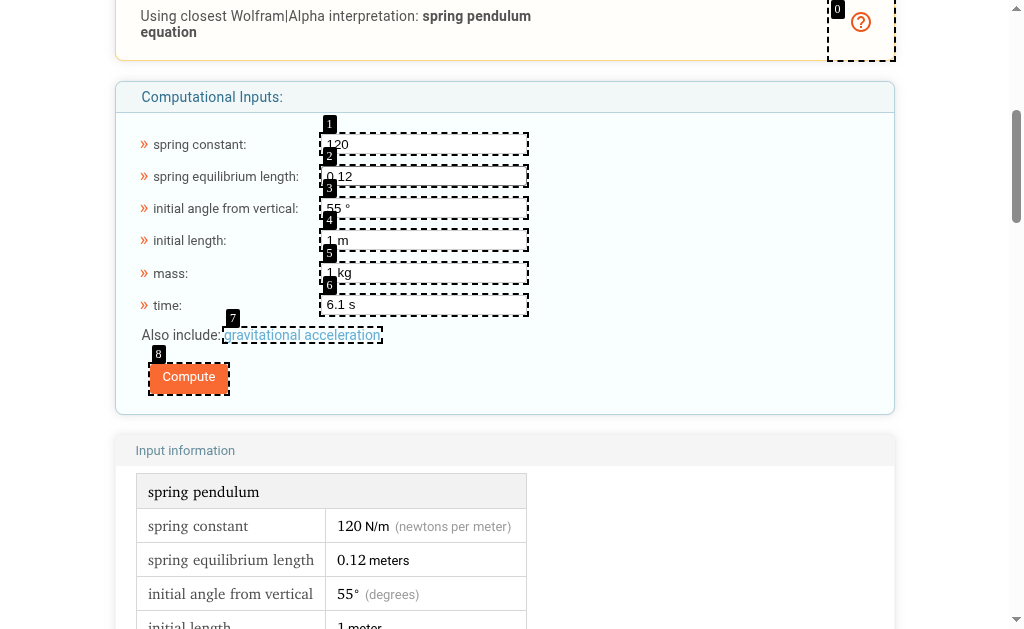 Using closest Wolfram|Alpha interpretation: spring pendulum
equation
0
Computational Inputs:
1
» spring constant: 120
2
» spring equilibrium length: 0.12
3
» initial angle from vertical: 55 °
4
» initial length: 1 m
5
» mass: 1 kg
6
» time: 6.1 s
7
Also include: gravitational acceleration
8
Compute
Input information
spring pendulum
spring constant 120 N/m (newtons per meter)
spring equilibrium length 0.12 meters
initial angle from vertical 55° (degrees)
initial length 1 meter